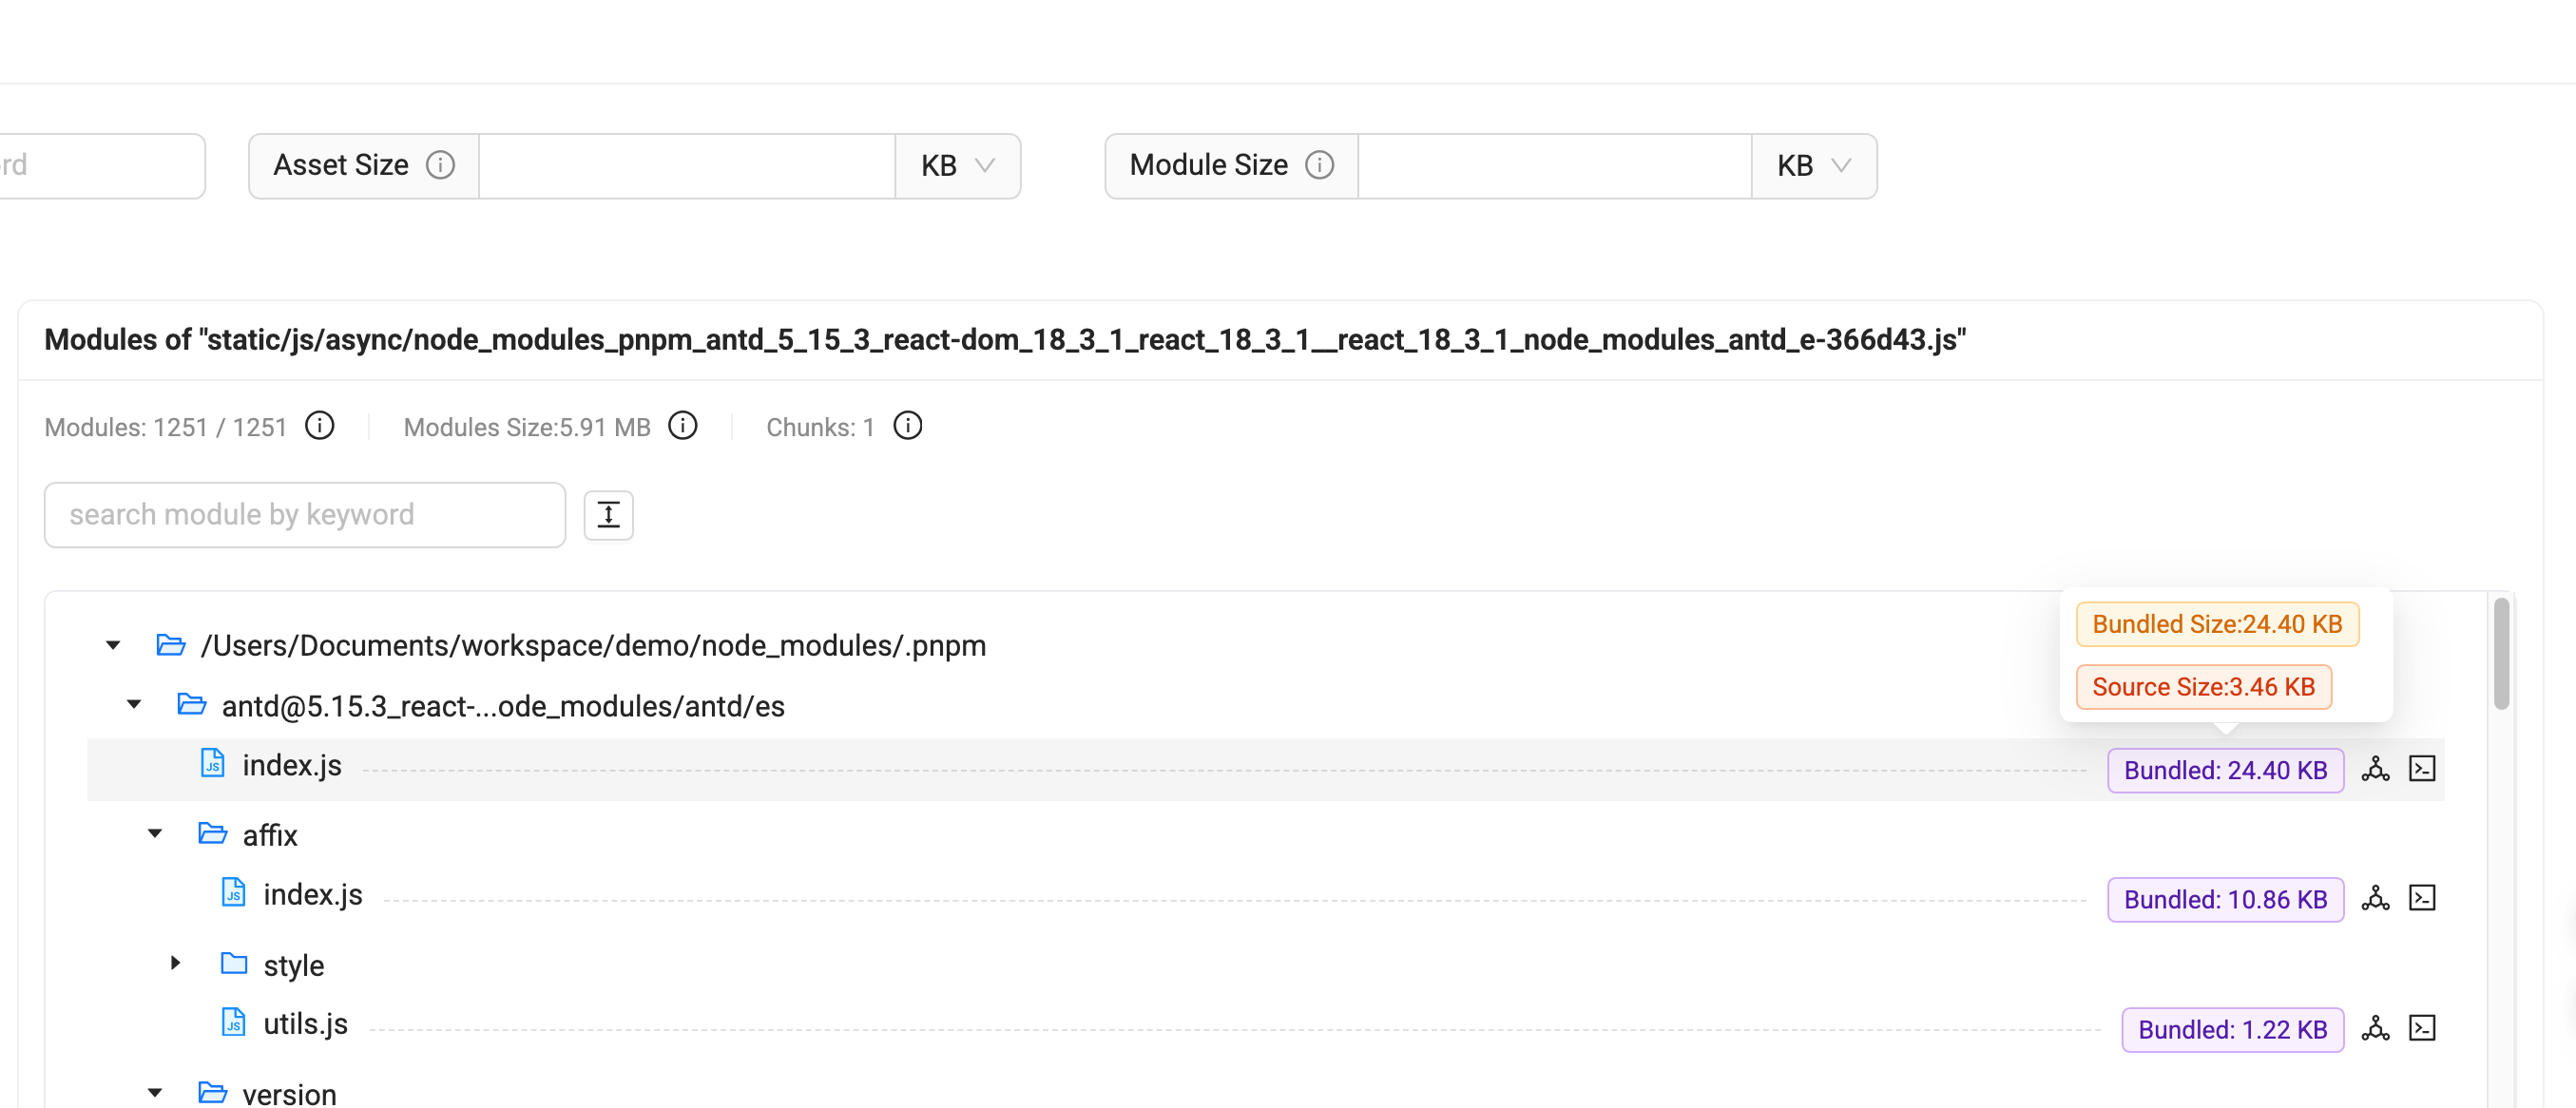 rd
Asset Size KB Module Size KB
Modules of "static/js/async/node_modules_pnpm_antd_5_15_3_react-dom_18_3_1_react_18_3_1__react_18_3_1_node_modules_antd_e-366d43.js"
Modules: 1251 / 1251 Modules Size:5.91 MB Chunks: 1
search module by keyword
Bundled Size:24.40 KB
/Users/Documents/workspace/demo/node_modules/.pnpm
Source Size:3.46 KB
antd@5.15.3_react-...ode_modules/antd/es
JS index.js Bundled: 24.40 KB
affix
JS index.js Bundled: 10.86 KB
style
JS utils.js Bundled: 1.22 KB
version